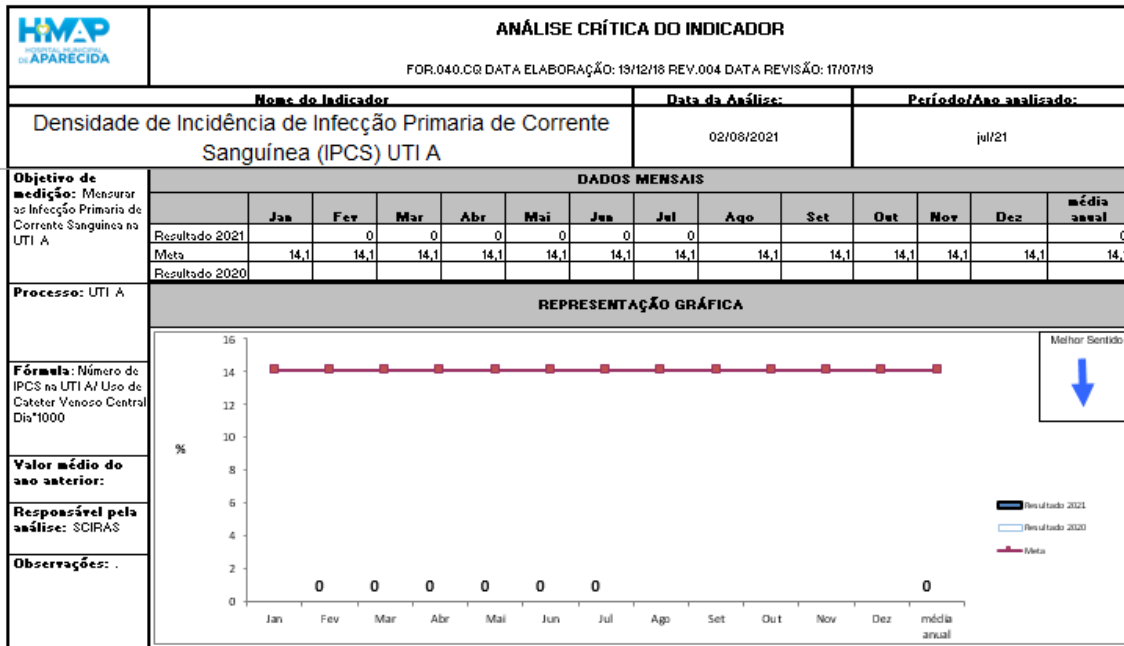 HMAP
HOSPITAL MUNICIPAL
DE APARECIDA
ANÁLISE CRÍTICA DO INDICADOR
FOR.040.CQ DATA ELABORAÇÃO: 19/12/18 REV.004 DATA REVISÃO: 17/07/19
Nome do Indicador Data da Análise: Período/Ano analisado:
Densidade de Incidência de Infecção Primaria de Corrente
Sanguínea (IPCS) UTI A
02/08/2021 jul/21
Objetivo de
medição: Mensurar
as Infecção Primaria de
Corrente Sanguinea na
UTI A
DADOS MENSAIS
Jan Fev Mar Abr Mai Jun Jul Ago Set Out Nov Dez média anual
Resultado 2021 0 0 0 0 0 0 0
Meta 14,1 14,1 14,1 14,1 14,1 14,1 14,1 14,1 14,1 14,1 14,1 14,1 14,
Resultado 2020
Processo: UTI A
REPRESENTAÇÃO GRÁFICA
Fórmula: Número de
IPCS na UTI A/ Uso de
Cateter Venoso Central
Dia*1000
Valor médio do
ano anterior:
Responsável pela
análise: SCIRAS
Observações: .
Melhor Sentido
%
16
14
12
10
8
6
4
2
0
0 0 0 0 0 0 0
Jan Fev Mar Abr Mai Jun Jul Ago Set Out Nov Dez média
anual
Resultado 2021
Resultado 2020
Meta